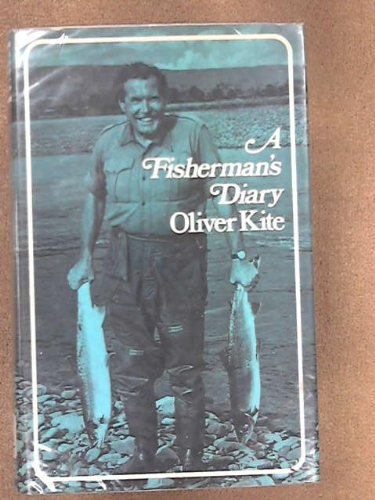 A
Fisherman's
Diary
Oliver Kite